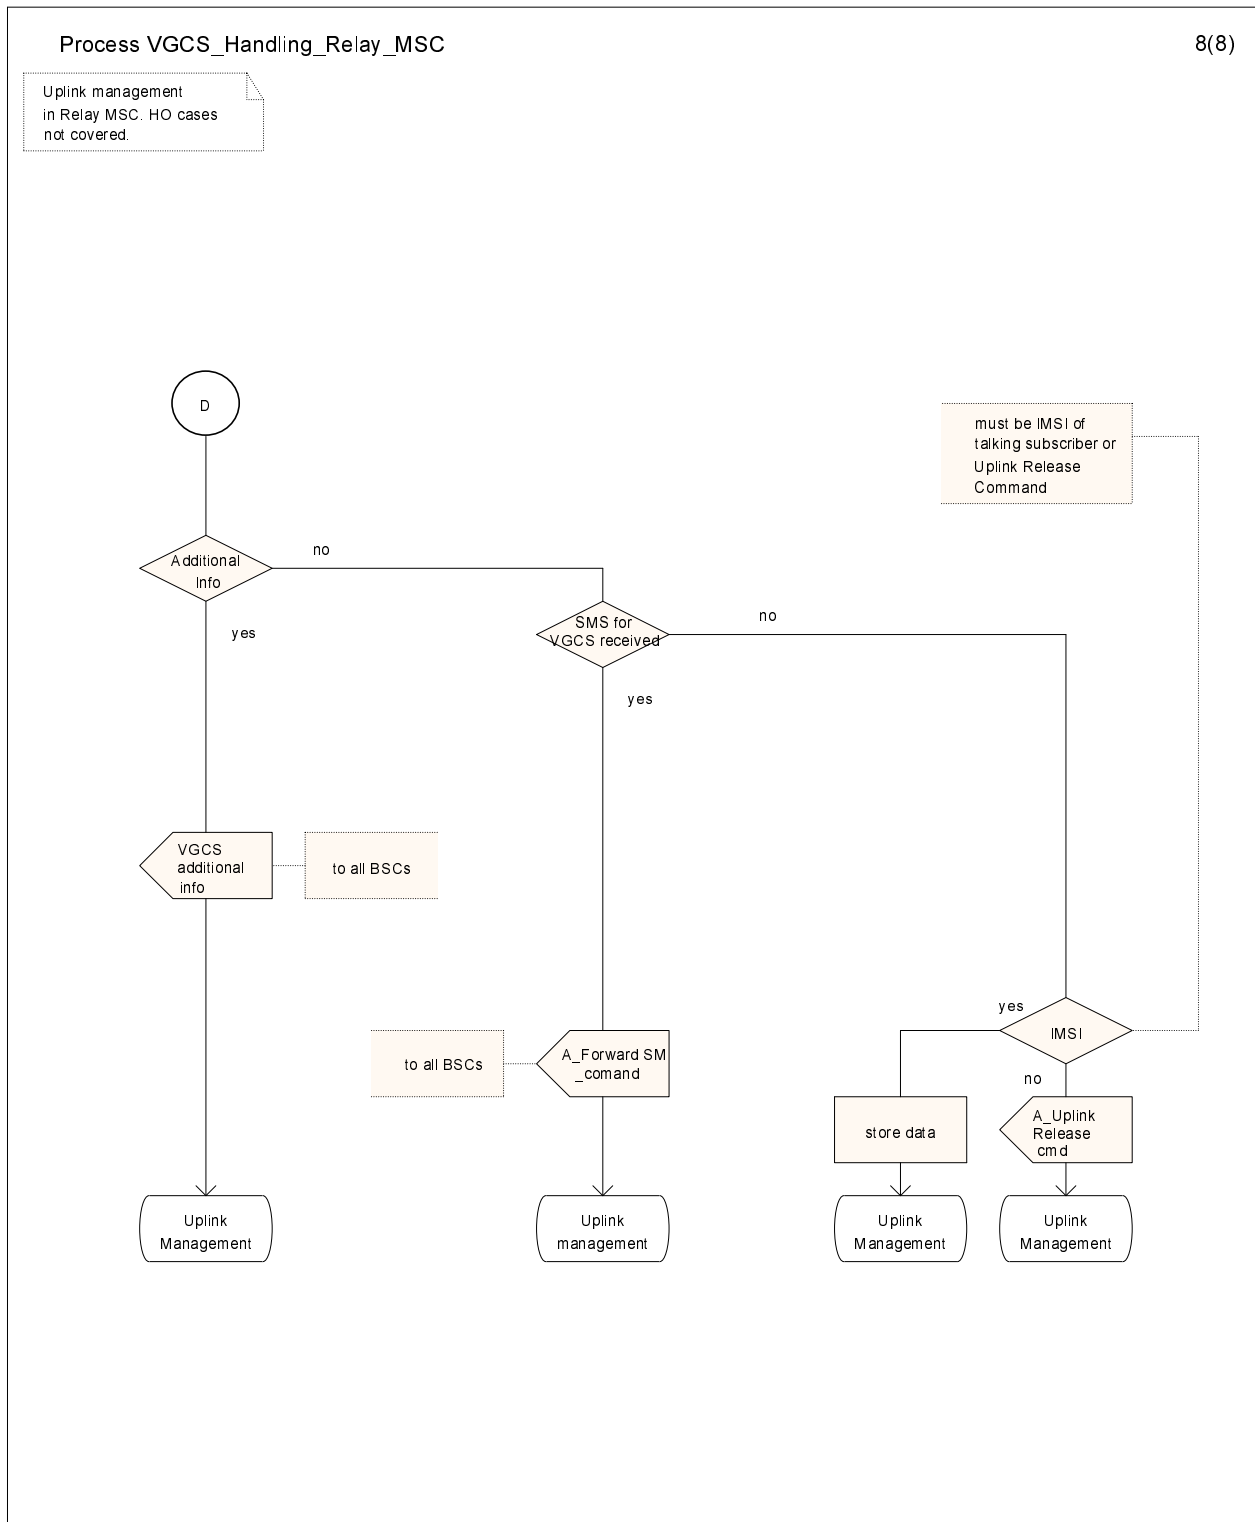 Process VGCS_Handling_Relay_MSC
8(8)
Uplink management
in Relay MSC. HO cases
not covered.
D
must be IMSI of
talking subscriber or
Uplink Release
Command
no
Additional
Info
yes
SMS for
VGCS received
no
yes
VGCS
additional
info
to all BSCs
yes
IMSI
no
to all BSCs
A_Forward SM
_comand
store data
A_Uplink
Release
cmd
Uplink
Management
Uplink
management
Uplink
Management
Uplink
Management